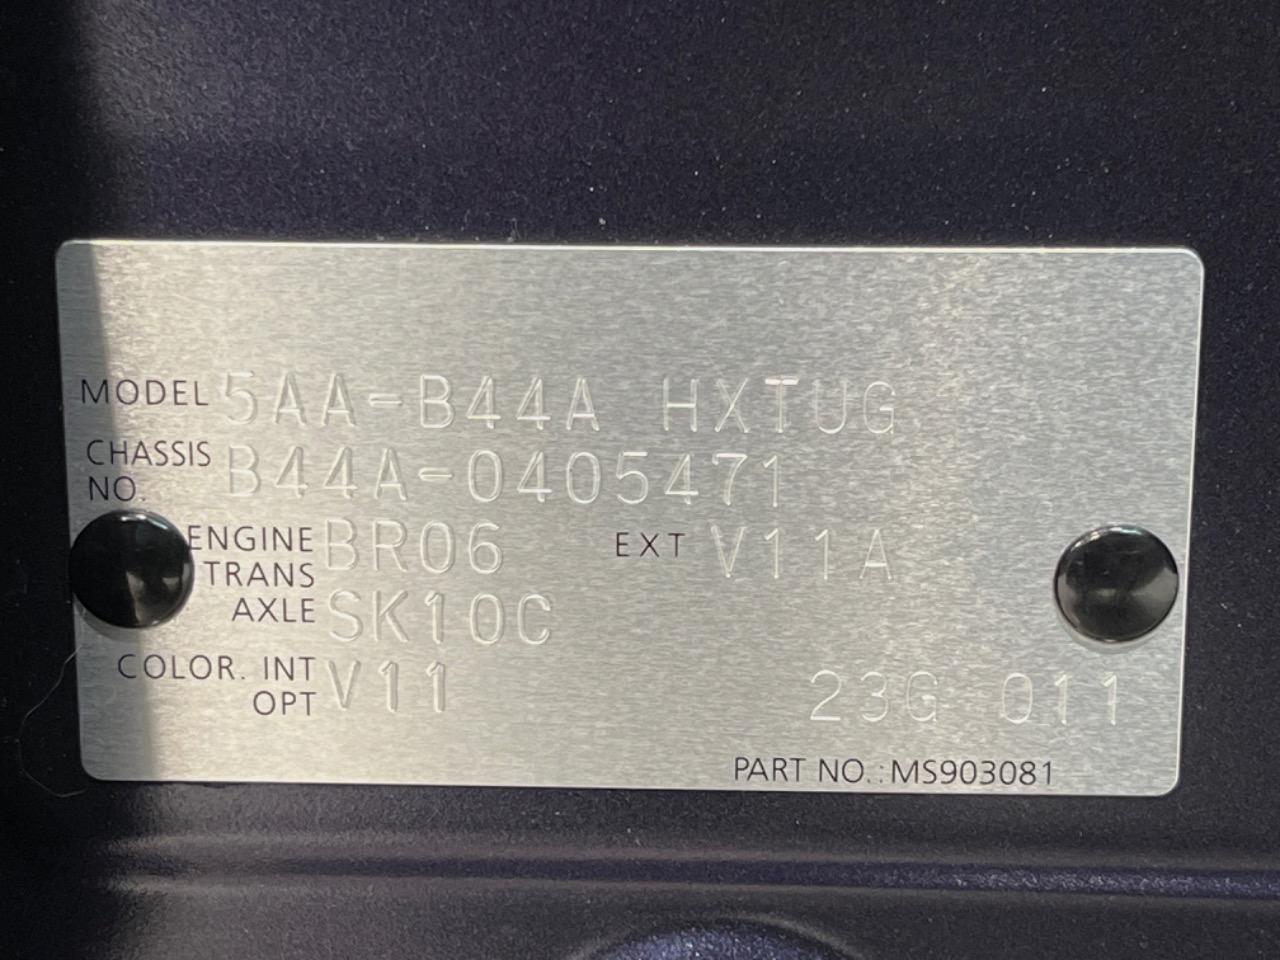 MODEL 5AA-B44A HXTUG
CHASSIS NO. B44A-0405471
ENGINE BR06 EXT V11A
TRANS
AXLE SK10C
COLOR. INT V11
OPT 23G 011
PART NO.:MS903081